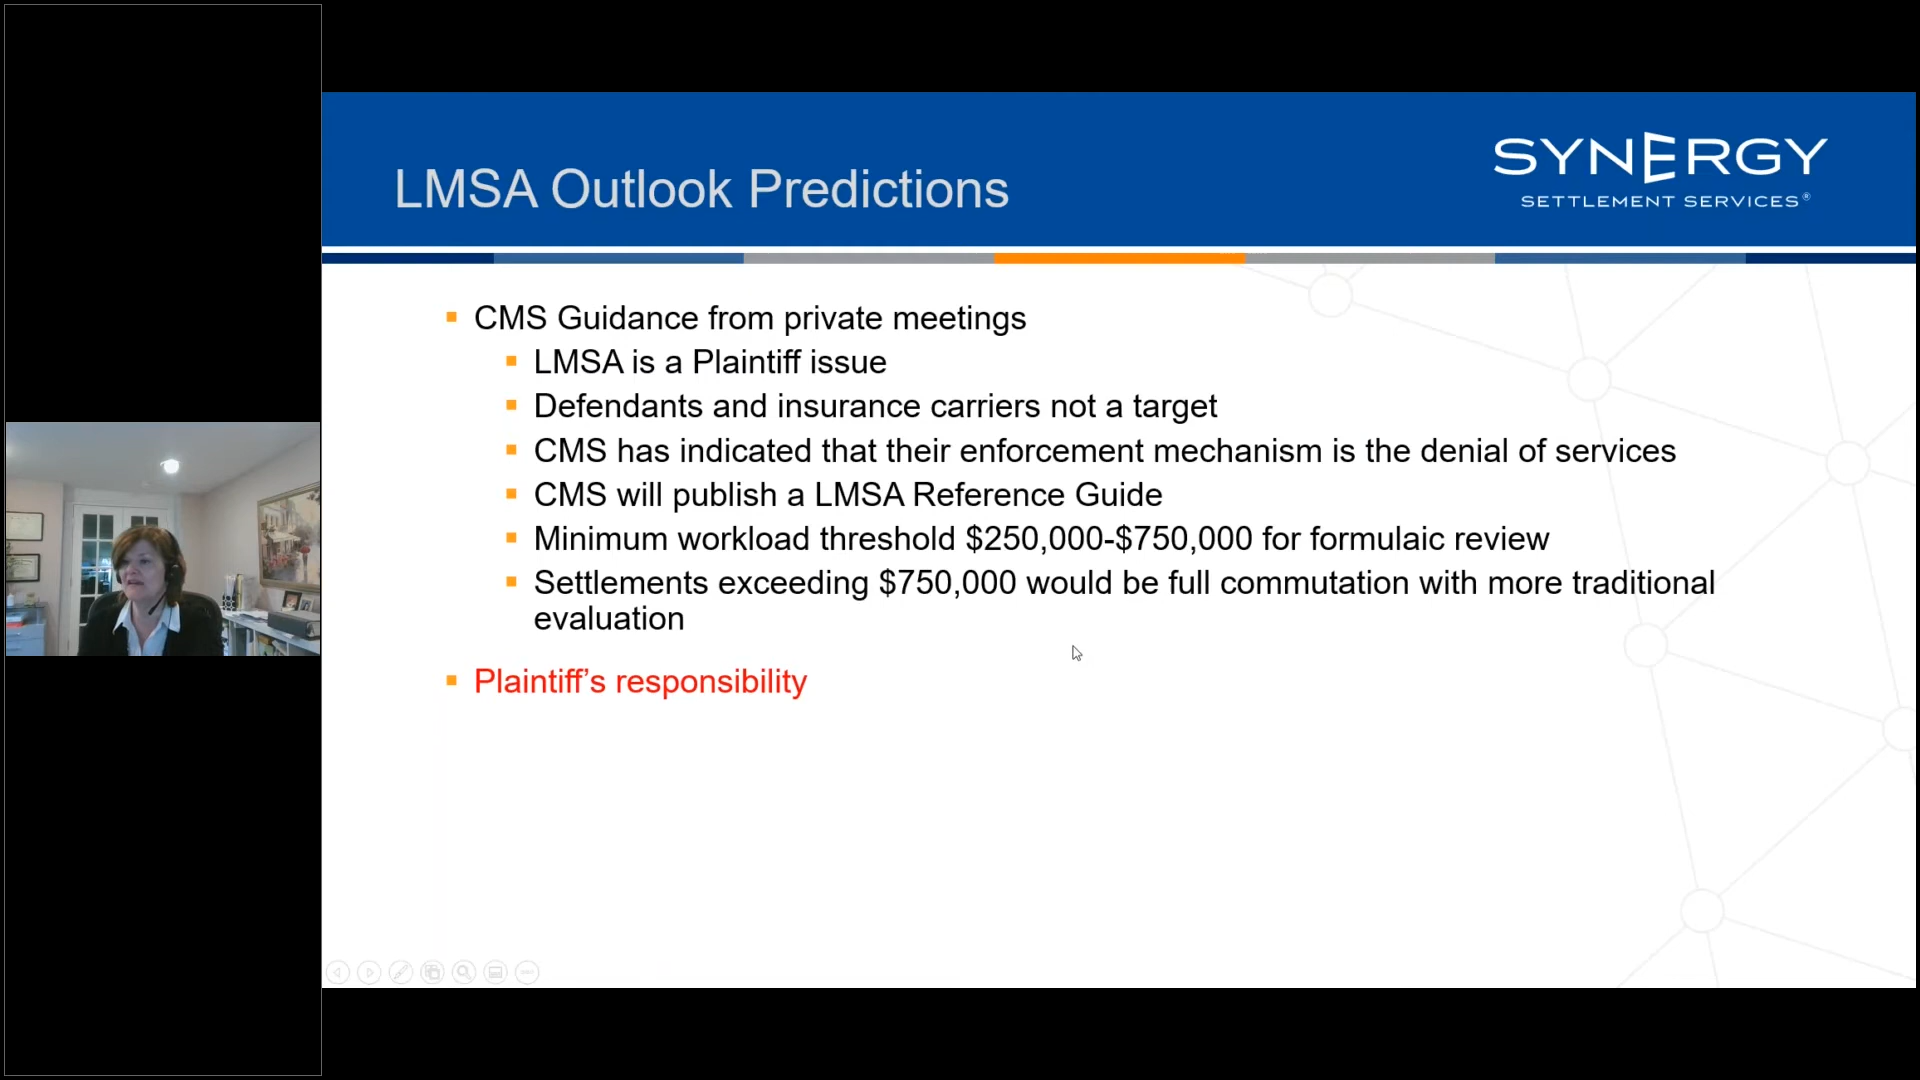 SYNERGY
SETTLEMENT SERVICES®
LMSA Outlook Predictions
CMS Guidance from private meetings
LMSA is a Plaintiff issue
Defendants and insurance carriers not a target
CMS has indicated that their enforcement mechanism is the denial of services
CMS will publish a LMSA Reference Guide
Minimum workload threshold $250,000-$750,000 for formulaic review
Settlements exceeding $750,000 would be full commutation with more traditional
evaluation
Plaintiff’s responsibility